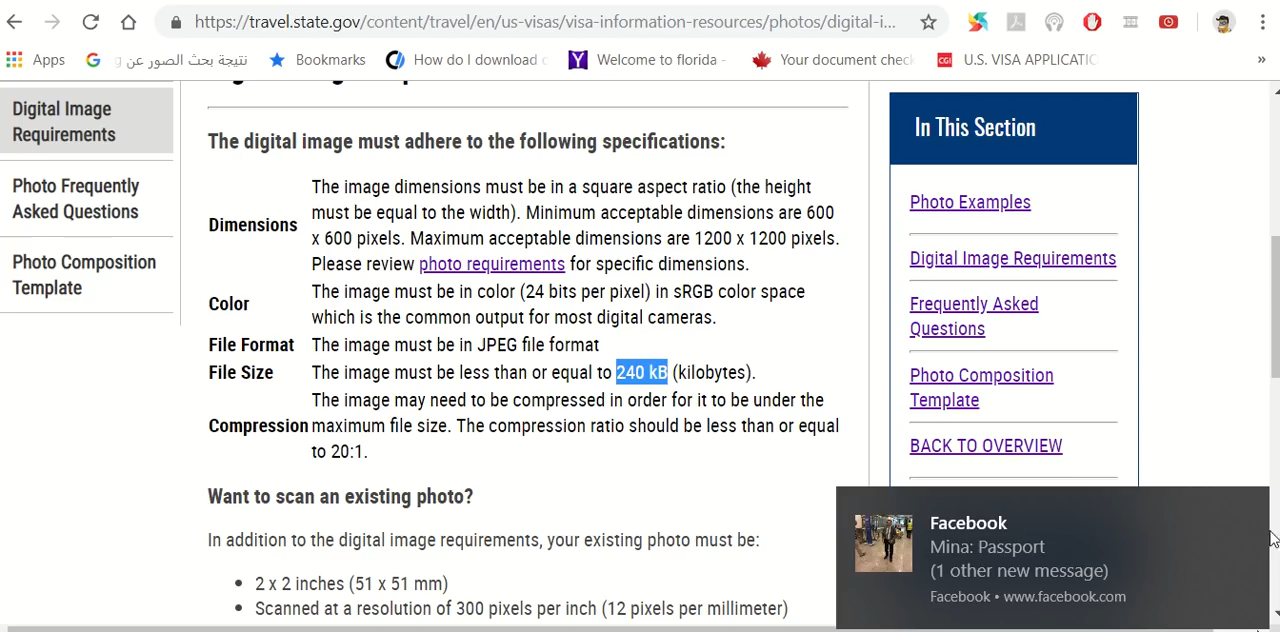 https://travel.state.gov/content/travel/en/us-visas/visa-information-resources/photos/digital-i...
Apps
نتيجة بحث الصور عن g
Bookmarks
How do I download
Welcome to florida -
Your document chec
U.S. VISA APPLICATIO
Digital Image
Requirements
Photo Frequently
Asked Questions
Photo Composition
Template
The digital image must adhere to the following specifications:
Dimensions
The image dimensions must be in a square aspect ratio (the height
must be equal to the width). Minimum acceptable dimensions are 600
x 600 pixels. Maximum acceptable dimensions are 1200 x 1200 pixels.
Please review photo requirements for specific dimensions.
Color
The image must be in color (24 bits per pixel) in sRGB color space
which is the common output for most digital cameras.
File Format The image must be in JPEG file format
File Size The image must be less than or equal to 240 kB (kilobytes).
Compression
The image may need to be compressed in order for it to be under the
maximum file size. The compression ratio should be less than or equal
to 20:1.
Want to scan an existing photo?
In addition to the digital image requirements, your existing photo must be:
• 2 x 2 inches (51 x 51 mm)
• Scanned at a resolution of 300 pixels per inch (12 pixels per millimeter)
In This Section
Photo Examples
Digital Image Requirements
Frequently Asked
Questions
Photo Composition
Template
BACK TO OVERVIEW
Facebook
Mina: Passport
(1 other new message)
Facebook • www.facebook.com